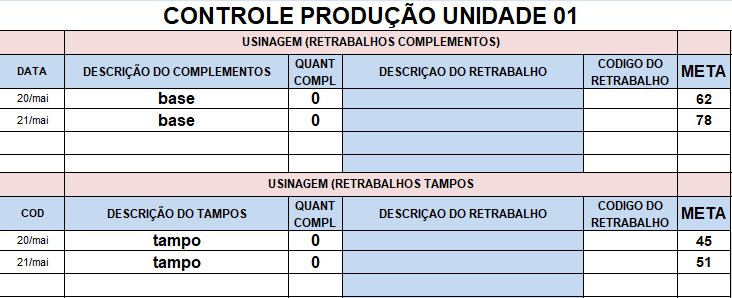 CONTROLE PRODUÇÃO UNIDADE 01
USINAGEM (RETRABALHOS COMPLEMENTOS)
DATA DESCRIÇÃO DO COMPLEMENTOS QUANT COMPL DESCRIÇAO DO RETRABALHO CODIGO DO RETRABALHO META
20/mai base 0 62
21/mai base 0 78
USINAGEM (RETRABALHOS TAMPOS
COD DESCRIÇÃO DO TAMPOS QUANT COMPL DESCRIÇAO DO RETRABALHO CODIGO DO RETRABALHO META
20/mai tampo 0 45
21/mai tampo 0 51